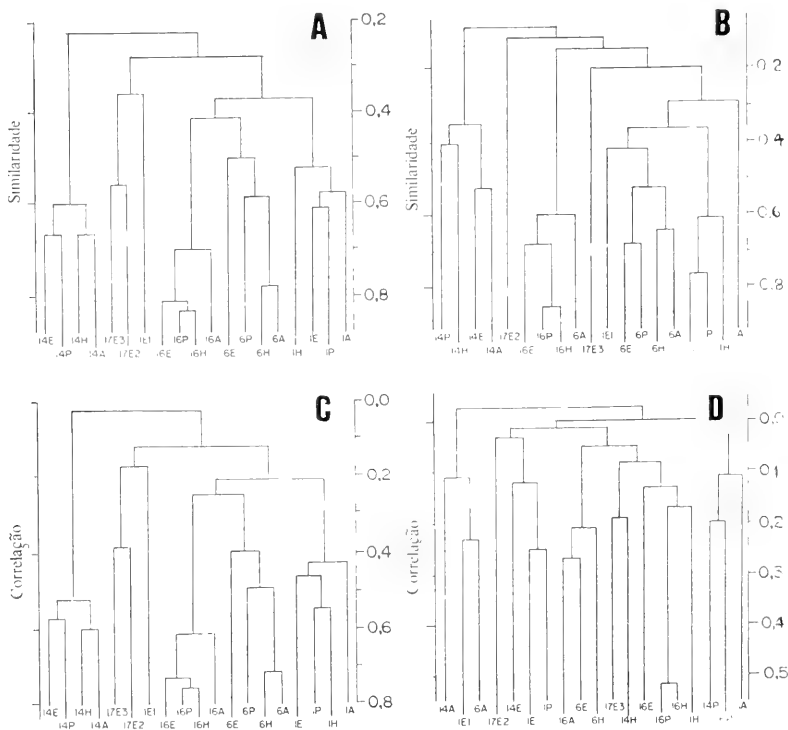 A
0,2
0,4
0,6
0,8
Similaridade
14E 14H 17E3 1E1 16P 16A 6P 6A 1E 1A
14P 14A 17E2 16E 16H 6E 6H 1H 1P
B
0,2
0,4
0,6
0,8
Similaridade
14P 14E 17E2 16P 6A 1E1 6P 6A P A
14H 14A 16E 16H 17E3 6E 6H 1H
C
0,0
0,2
0,4
0,6
0,8
Correlação
14E 14H 17E3 1E1 16P 16A 6P 6A P 1A
14P 14A 17E2 16E 16H 6E 6H 1E 1H
D
0,0
0,1
0,2
0,3
0,4
0,5
Correlação
14A 6A 14E 1P 6E 17E3 16E 16H 14P A
1E1 17E2 1E 16A 6H 14H 16P 1H